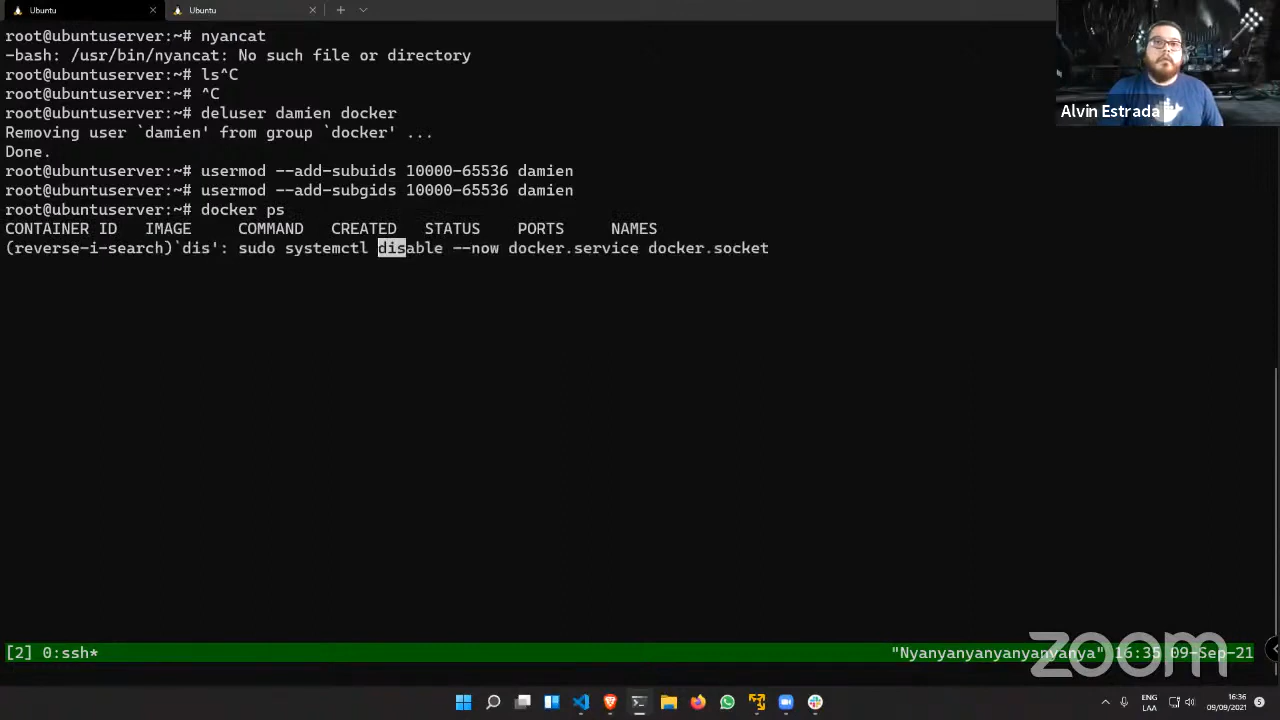 Ubuntu
Ubuntu
root@ubuntuserver:~# nyancat
-bash: /usr/bin/nyancat: No such file or directory
root@ubuntuserver:~# ls^C
root@ubuntuserver:~# ^C
root@ubuntuserver:~# deluser damien docker
Removing user `damien' from group `docker' ...
Done.
root@ubuntuserver:~# usermod --add-subuids 10000-65536 damien
root@ubuntuserver:~# usermod --add-subgids 10000-65536 damien
root@ubuntuserver:~# docker ps
CONTAINER ID IMAGE COMMAND CREATED STATUS PORTS NAMES
(reverse-i-search)`dis': sudo systemctl disable --now docker.service docker.socket
Alvin Estrada
zoom
[2] 0:ssh* "Nyanyanyanyanyanyanya" 16:35 09-Sep-21
ENG
LAA
16:36
09/09/2021
5